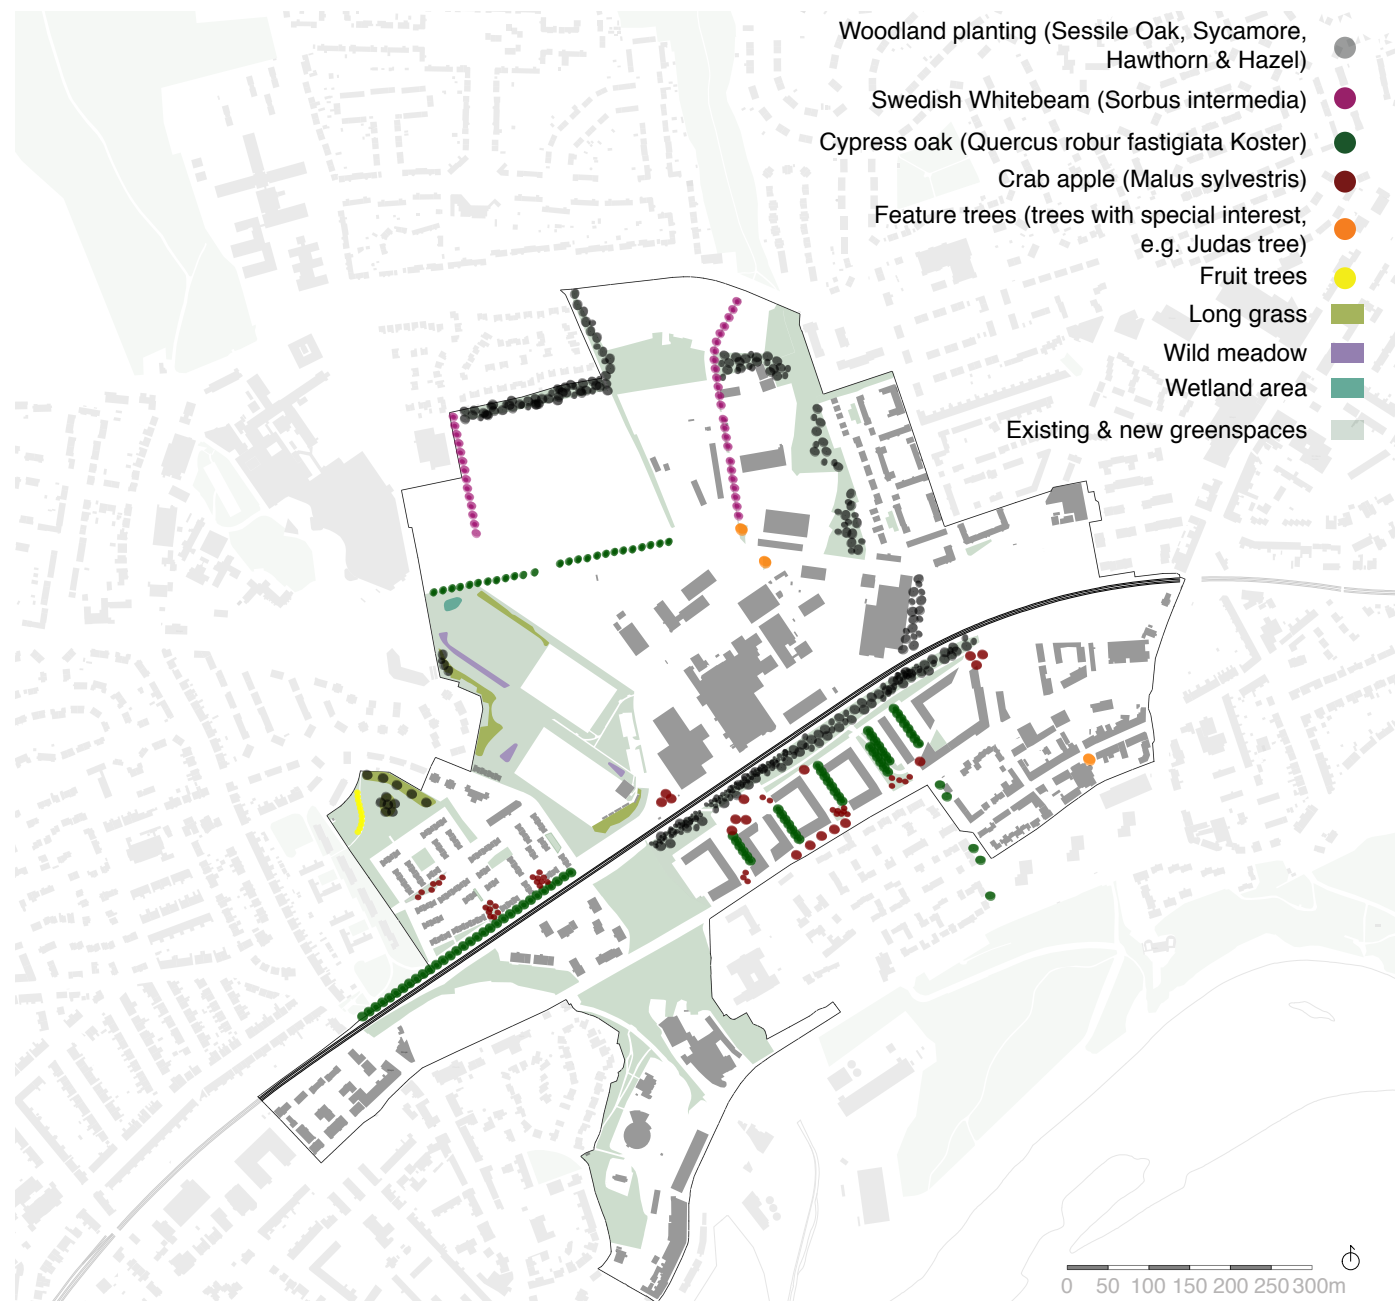 Woodland planting (Sessile Oak, Sycamore,
Hawthorn & Hazel)
Swedish Whitebeam (Sorbus intermedia)
Cypress oak (Quercus robur fastigiata Koster)
Crab apple (Malus sylvestris)
Feature trees (trees with special interest,
e.g. Judas tree)
Fruit trees
Long grass
Wild meadow
Wetland area
Existing & new greenspaces
0 50 100 150 200 250 300m